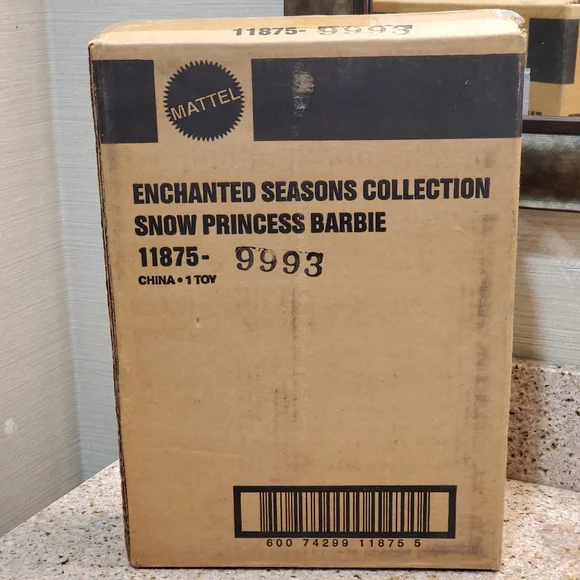 11875- 9993
MATTEL
ENCHANTED SEASONS COLLECTION
SNOW PRINCESS BARBIE
11875- 9993
CHINA • 1 TOY
600 74299 11875 5